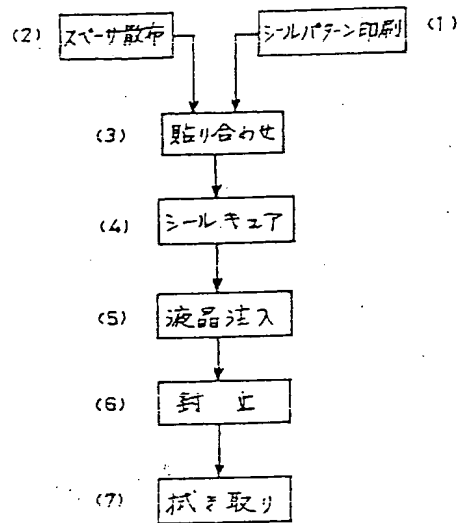 (2) スペーサ散布 シールパターン印刷 (1)
(3) 貼り合わせ
(4) シールキュア
(5) 液晶注入
(6) 封止
(7) 拭き取り